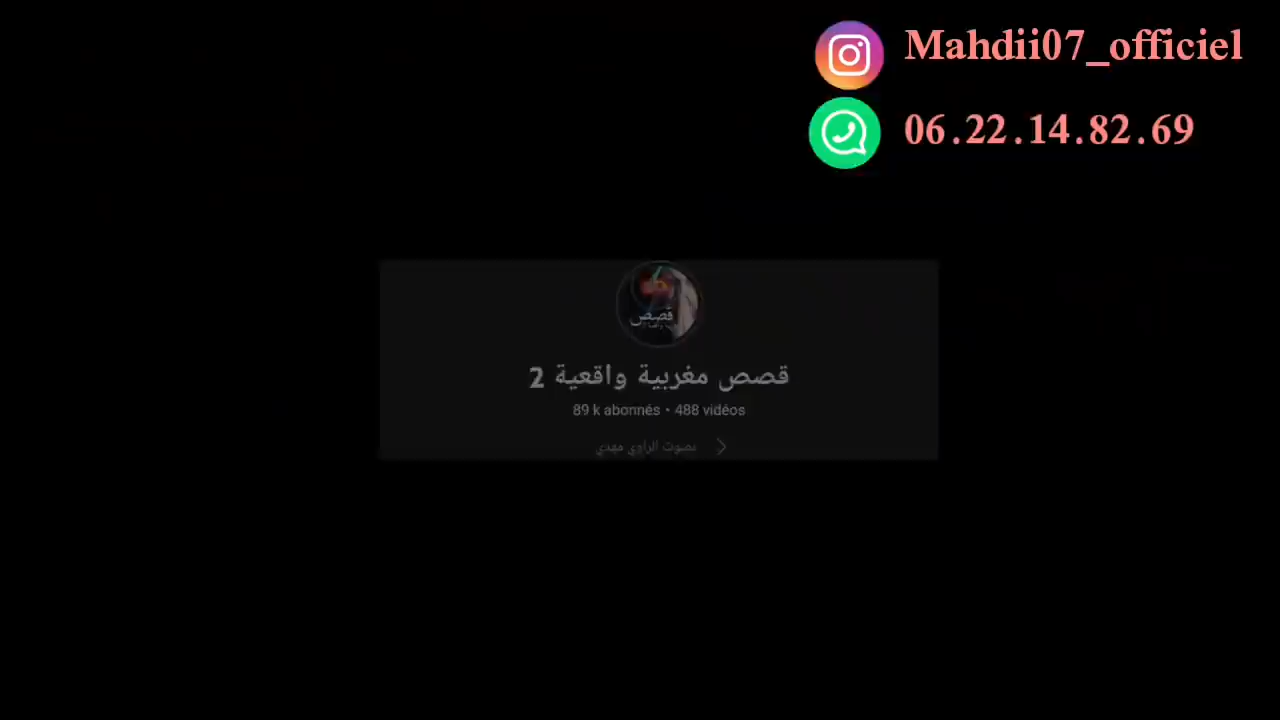 Mahdii07_officiel
06.22.14.82.69
قصص
قصص مغربية واقعية 2
89 k abonnés • 488 vidéos
بصوت الراوي مهدي